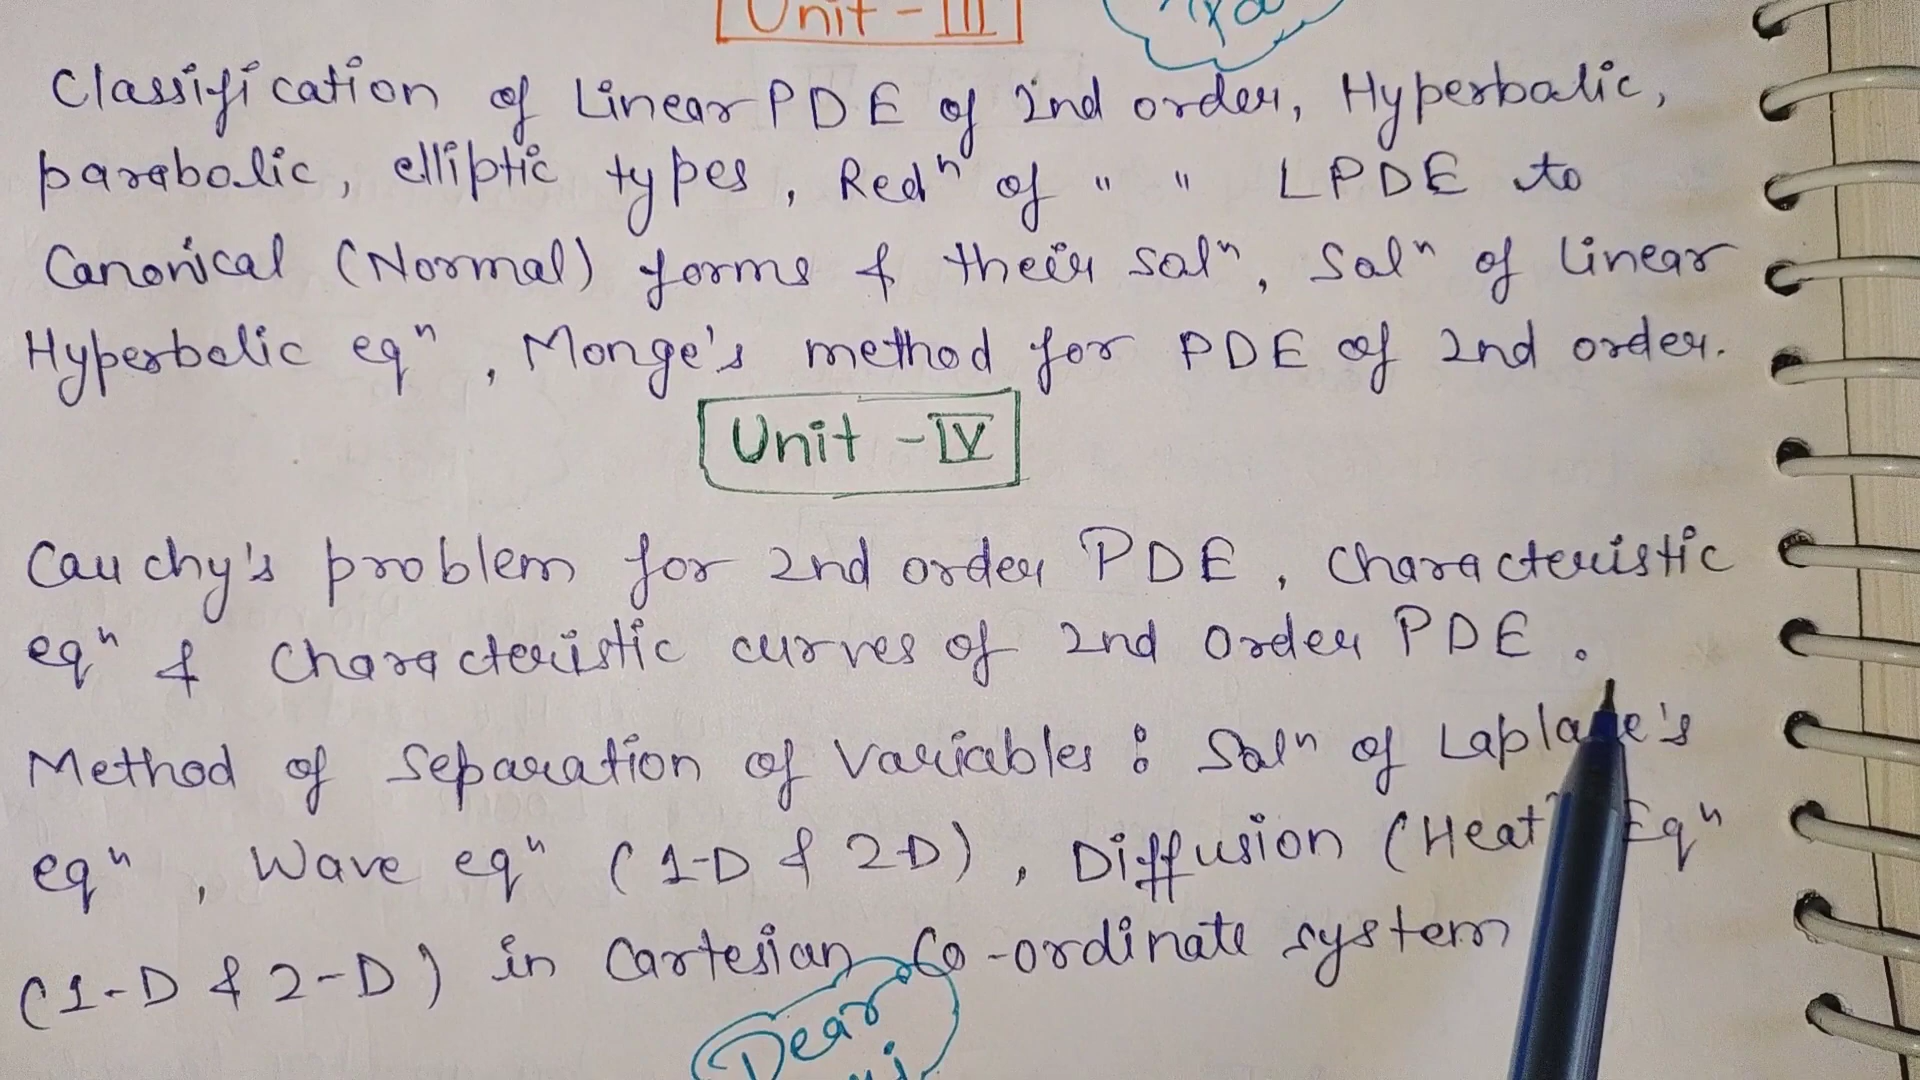 Unit - III
Classification of Linear PDE of 2nd order, Hyperbolic,
parabolic, elliptic types, Redⁿ of " " LPDE to
Canonical (Normal) forms & their solⁿ, Solⁿ of linear
Hyperbolic eqⁿ, Monge's method for PDE of 2nd order.
Unit - IV
Cauchy's problem for 2nd order PDE, Characteristic
eqⁿ & Characteristic curves of 2nd Order PDE.
Method of Separation of Variables : Solⁿ of Laplace's
eqⁿ, Wave eqⁿ (1-D & 2-D), Diffusion (Heat) Eqⁿ
(1-D & 2-D) in Cartesian Co-ordinate system
Dear